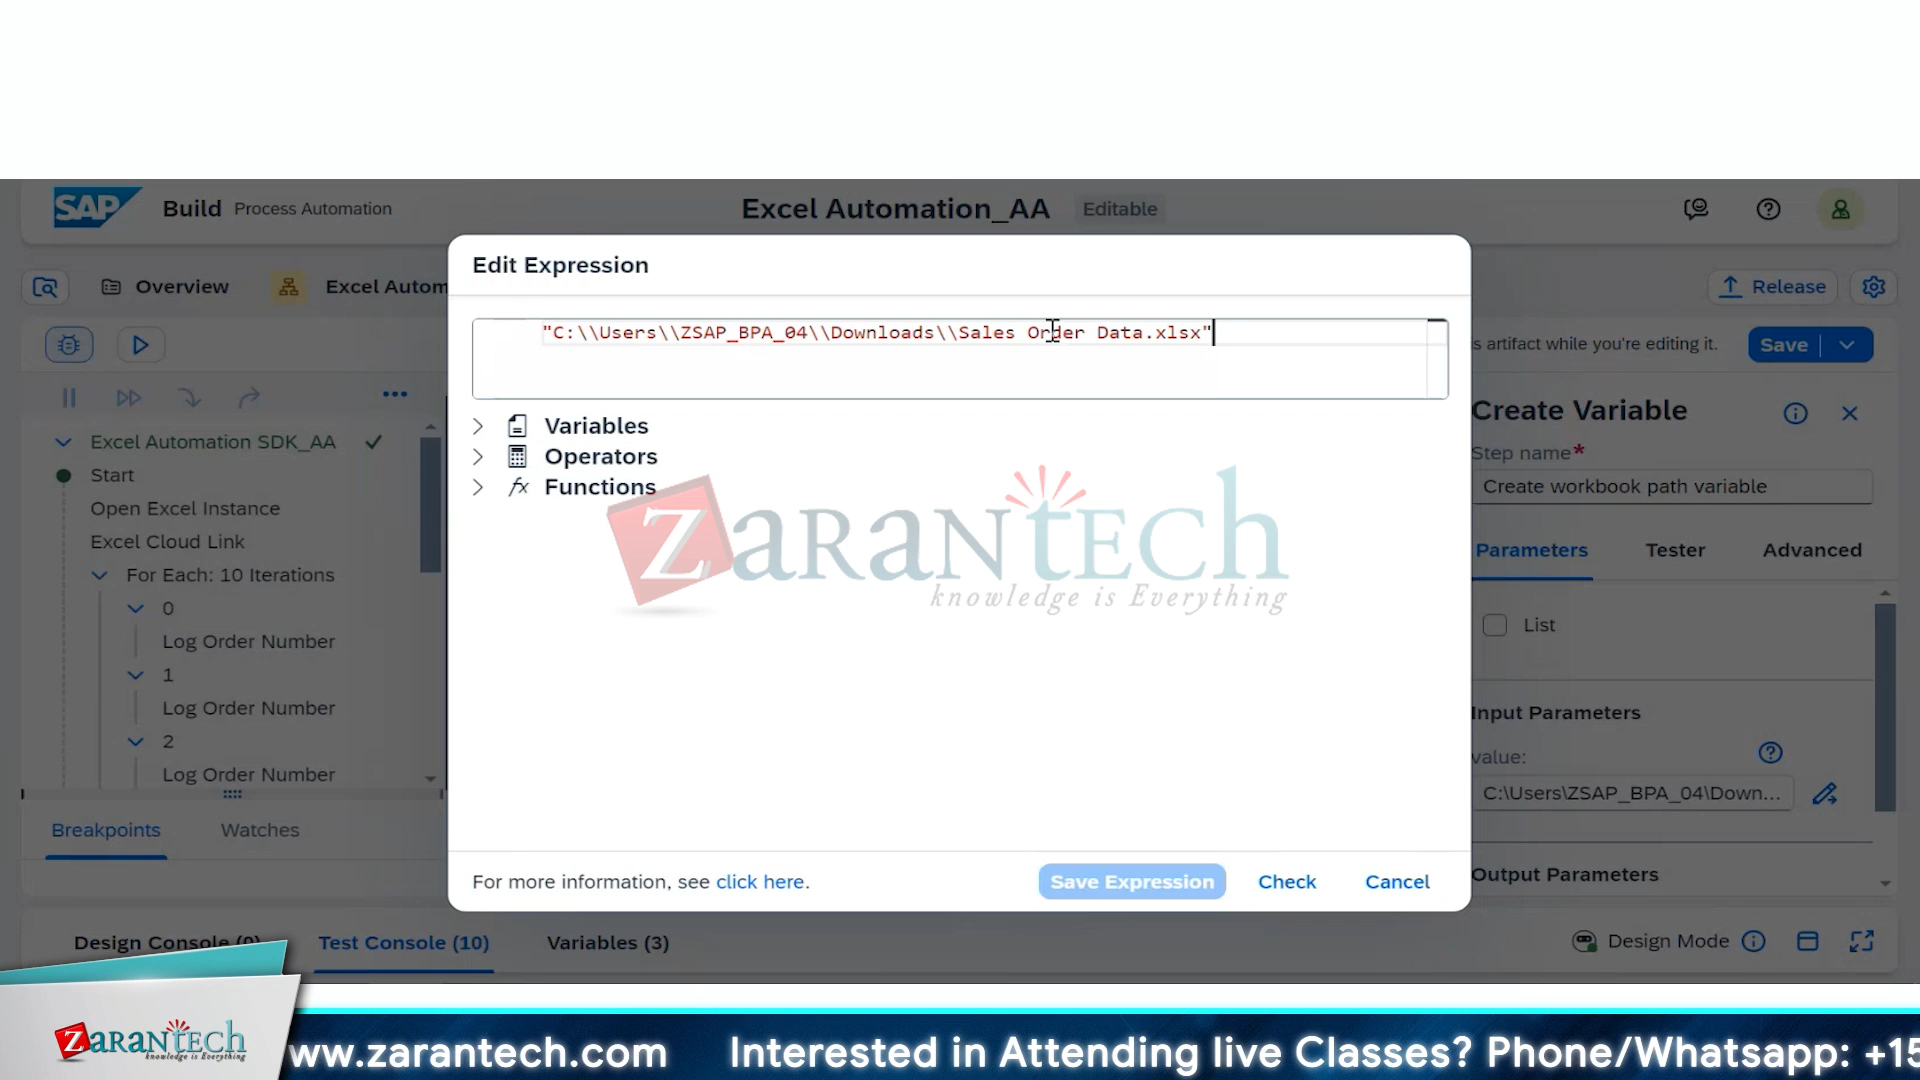 SAP Build Process Automation
Excel Automation_AA Editable
Overview Excel Autom
Release
s artifact while you're editing it.
Save
Edit Expression
"C:\\Users\\ZSAP_BPA_04\\Downloads\\Sales Order Data.xlsx"
Variables
Operators
fx Functions
ZARANTECH
knowledge is Everything
For more information, see click here.
Save Expression Check Cancel
Excel Automation SDK_AA
Start
Open Excel Instance
Excel Cloud Link
For Each: 10 Iterations
0
Log Order Number
1
Log Order Number
2
Log Order Number
Breakpoints Watches
Create Variable
Step name*
Create workbook path variable
Parameters Tester Advanced
List
Input Parameters
value:
C:\Users\ZSAP_BPA_04\Down...
Output Parameters
Design Console (0) Test Console (10) Variables (3)
Design Mode
ZARANTECH
knowledge is Everything
ww.zarantech.com Interested in Attending live Classes? Phone/Whatsapp: +15